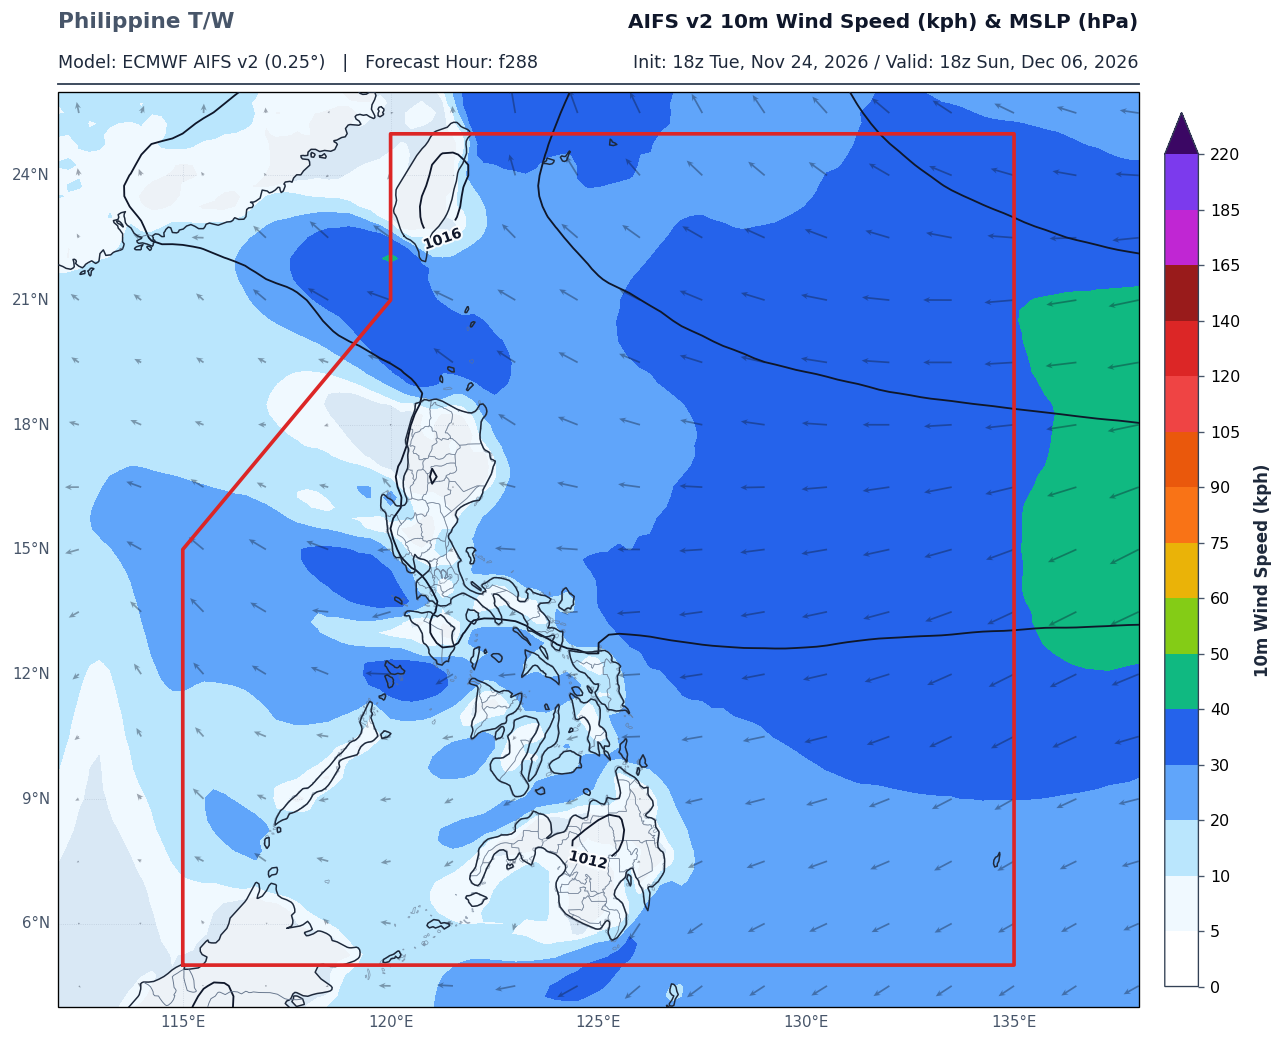 Philippine T/W
AIFS v2 10m Wind Speed (kph) & MSLP (hPa)
Model: ECMWF AIFS v2 (0.25°) | Forecast Hour: f288
Init: 18z Tue, Nov 24, 2026 / Valid: 18z Sun, Dec 06, 2026
24°N
21°N
18°N
15°N
12°N
9°N
6°N
1016
1012
115°E
120°E
125°E
130°E
135°E
220
185
165
140
120
105
90
75
60
50
40
30
20
10
5
0
10m Wind Speed (kph)